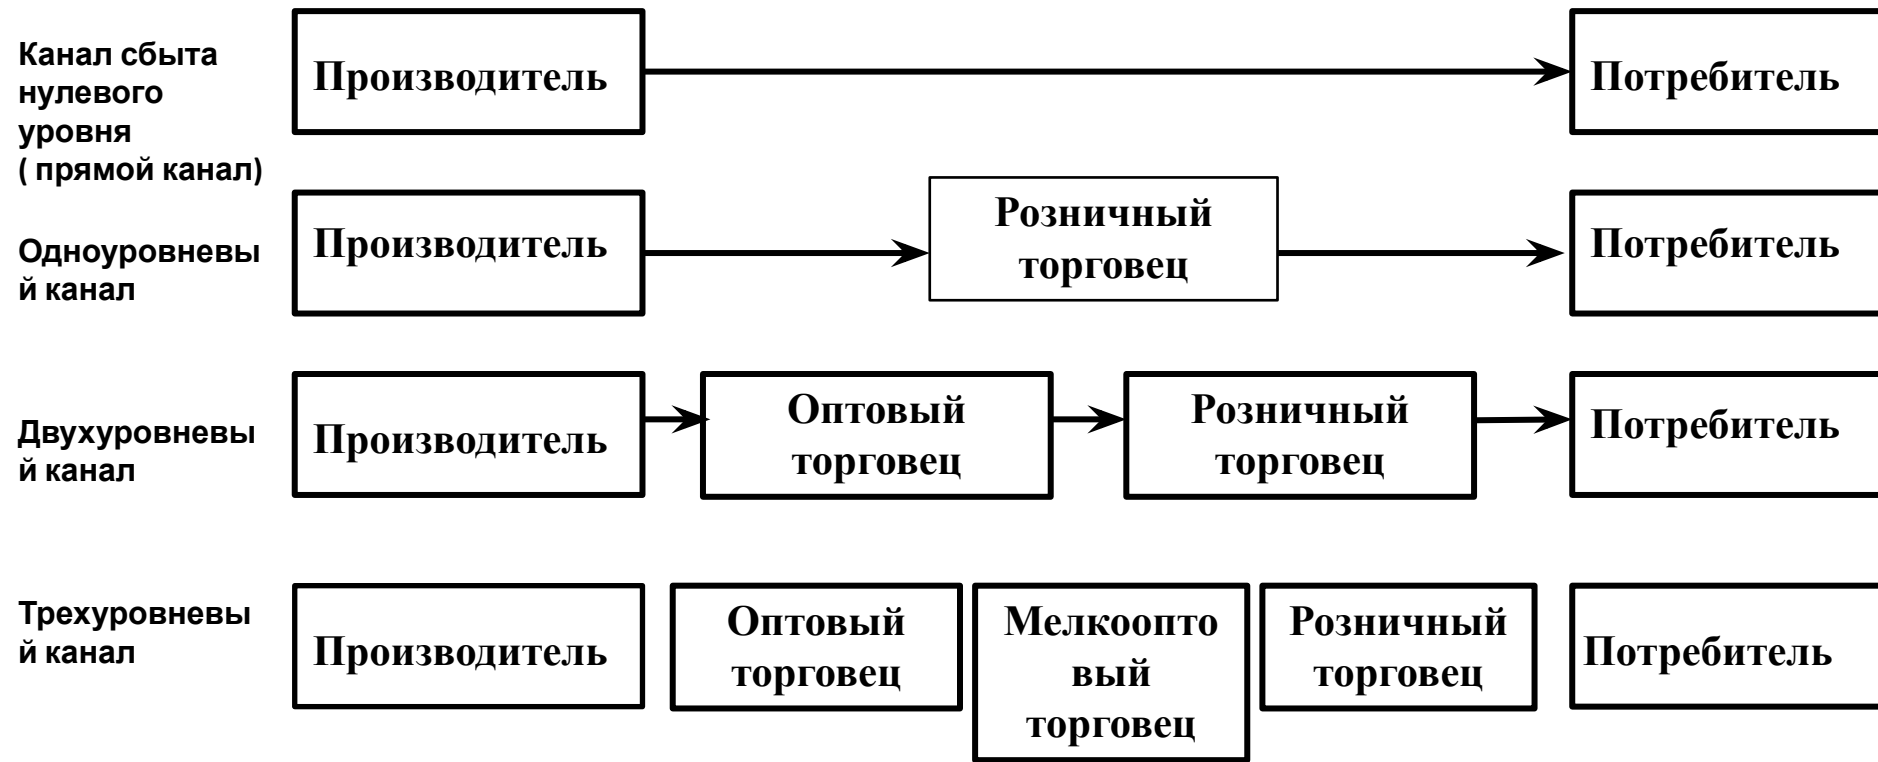 Канал сбыта
нулевого
уровня
( прямой канал)
Производитель
Потребитель
Одноуровневы
й канал
Производитель
Розничный
торговец
Потребитель
Двухуровневы
й канал
Производитель
Оптовый
торговец
Розничный
торговец
Потребитель
Трехуровневы
й канал
Производитель
Оптовый
торговец
Мелкоопто
вый
торговец
Розничный
торговец
Потребитель